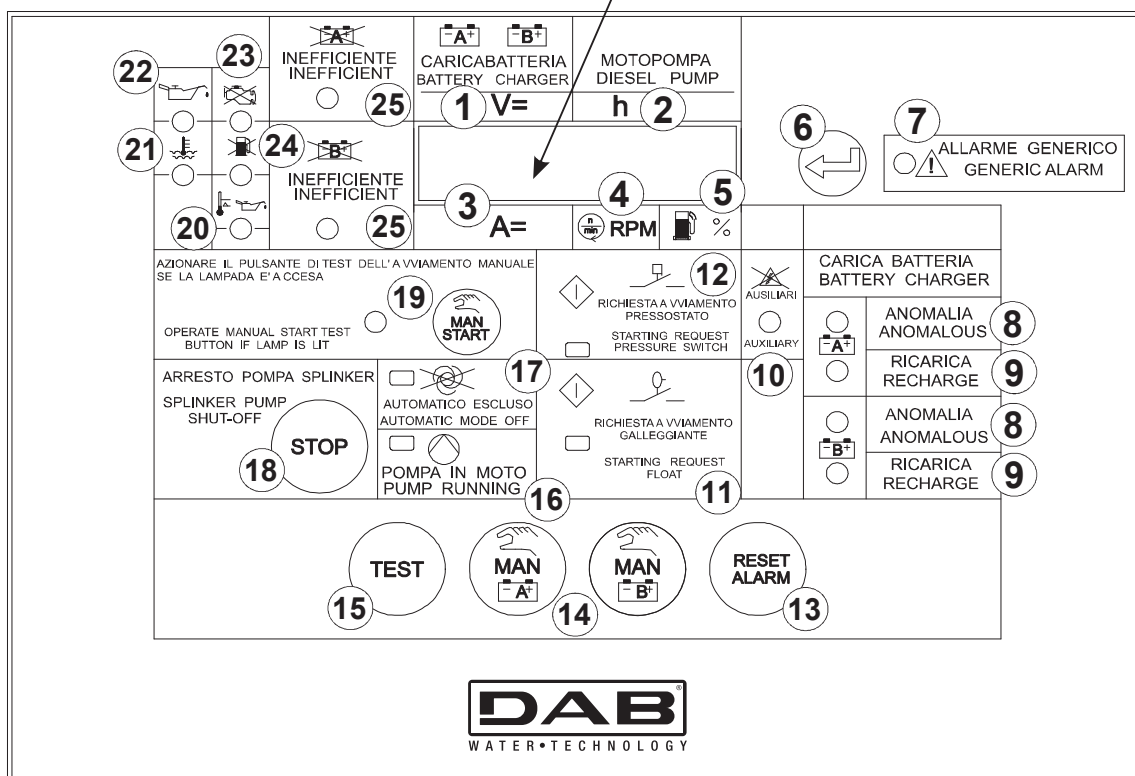 22
23
-A+
INEFFICIENTE
INEFFICIENT
25
-A+ -B+
CARICABATTERIA
BATTERY CHARGER
1 V=
MOTOPOMPA
DIESEL PUMP
h 2
6
7
ALLARME GENERICO
GENERIC ALARM
21
24
-B+
INEFFICIENTE
INEFFICIENT
25
20
3
A=
4
n
min
RPM
5
%
AZIONARE IL PULSANTE DI TEST DELL'A VVIAMENTO MANUALE
SE LA LAMPADA E'A CCESA
19
MAN
START
OPERATE MANUAL START TEST
BUTTON IF LAMP IS LIT
12
RICHIESTA A VVIAMENTO
PRESSOSTATO
STARTING REQUEST
PRESSURE SWITCH
AUSILIARI
AUXILIARY
10
CARICA BATTERIA
BATTERY CHARGER
-A+
ANOMALIA
ANOMALOUS
8
RICARICA
RECHARGE
9
-B+
ANOMALIA
ANOMALOUS
8
RICARICA
RECHARGE
9
ARRESTO POMPA SPLINKER
SPLINKER PUMP
SHUT-OFF
STOP
18
17
AUTOMATICO ESCLUSO
AUTOMATIC MODE OFF
POMPA IN MOTO
PUMP RUNNING
16
RICHIESTA A VVIAMENTO
GALLEGGIANTE
STARTING REQUEST
FLOAT
11
TEST
15
MAN
- A+
14
MAN
- B+
RESET
ALARM
13
DAB®
WATER•TECHNOLOGY